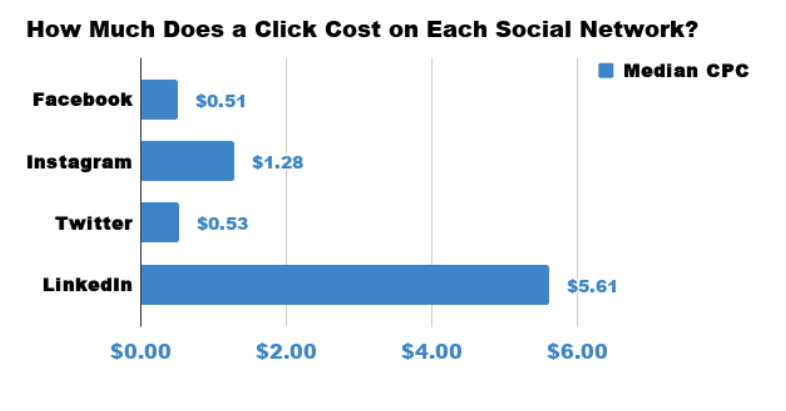 How Much Does a Click Cost on Each Social Network?
Median CPC
Facebook $0.51
Instagram $1.28
Twitter $0.53
LinkedIn $5.61
$0.00 $2.00 $4.00 $6.00